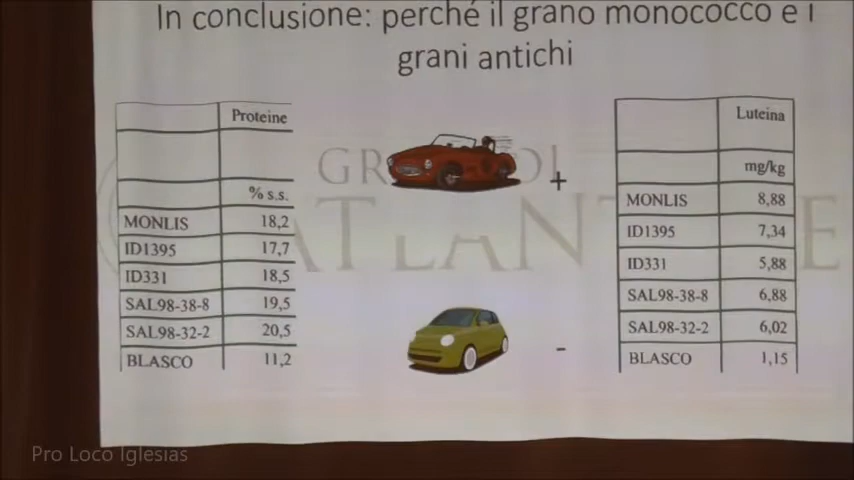 In conclusione: perché il grano monococco e i
grani antichi
Proteine
% s.s.
MONLIS 18,2
ID1395 17,7
ID331 18,5
SAL98-38-8 19,5
SAL98-32-2 20,5
BLASCO 11,2
+
-
Luteina
mg/kg
MONLIS 8,88
ID1395 7,34
ID331 5,88
SAL98-38-8 6,88
SAL98-32-2 6,02
BLASCO 1,15
Pro Loco Iglesias